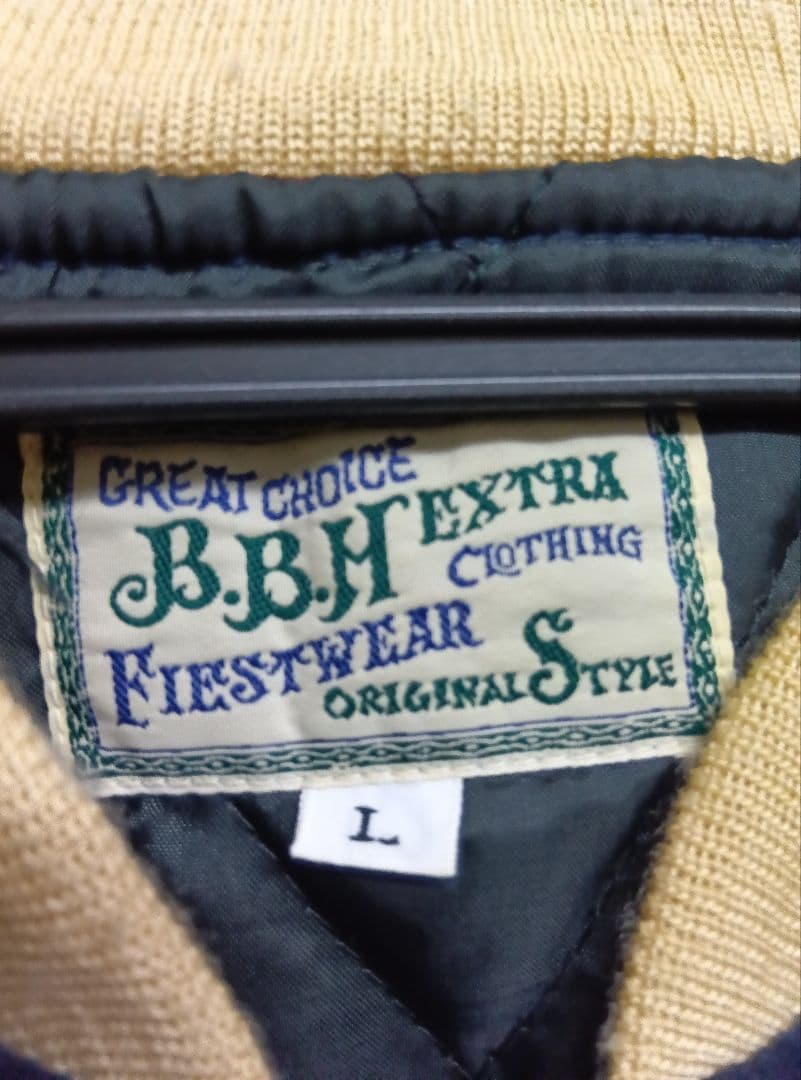 GREAT CHOICE
B.B.H EXTRA
CLOTHING
FIESTWEAR
ORIGINAL STYLE
L